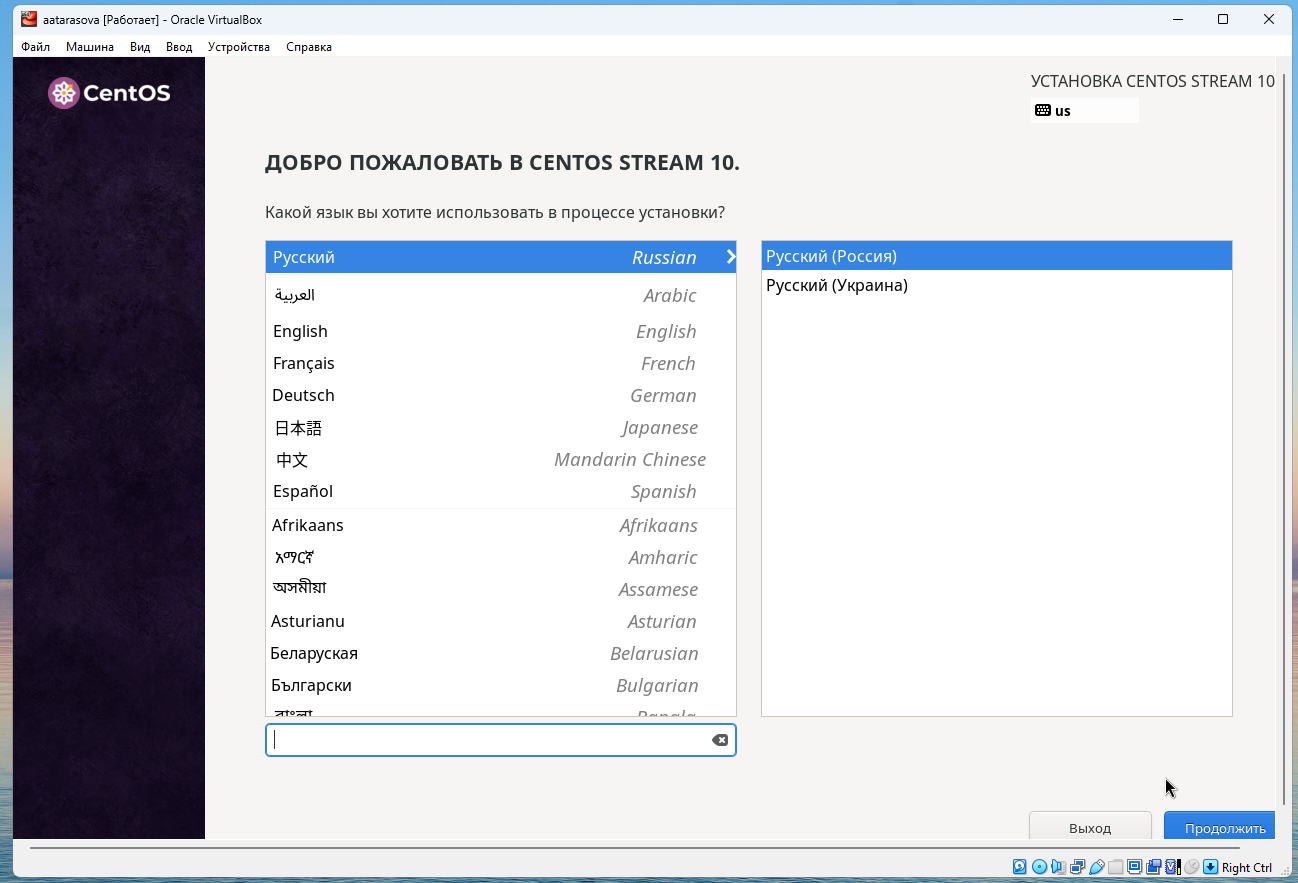 aatarasova [Работает] - Oracle VirtualBox
Файл Машина Вид Ввод Устройства Справка
CentOS
УСТАНОВКА CENTOS STREAM 10
us
ДОБРО ПОЖАЛОВАТЬ В CENTOS STREAM 10.
Какой язык вы хотите использовать в процессе установки?
Русский Russian
العربية Arabic
English English
Français French
Deutsch German
日本語 Japanese
中文 Mandarin Chinese
Español Spanish
Afrikaans Afrikaans
አማርኛ Amharic
অসমীয়া Assamese
Asturianu Asturian
Беларуская Belarusian
Български Bulgarian
বাংলা Bangla
Русский (Россия)
Русский (Украина)
Выход Продолжить
Right Ctrl